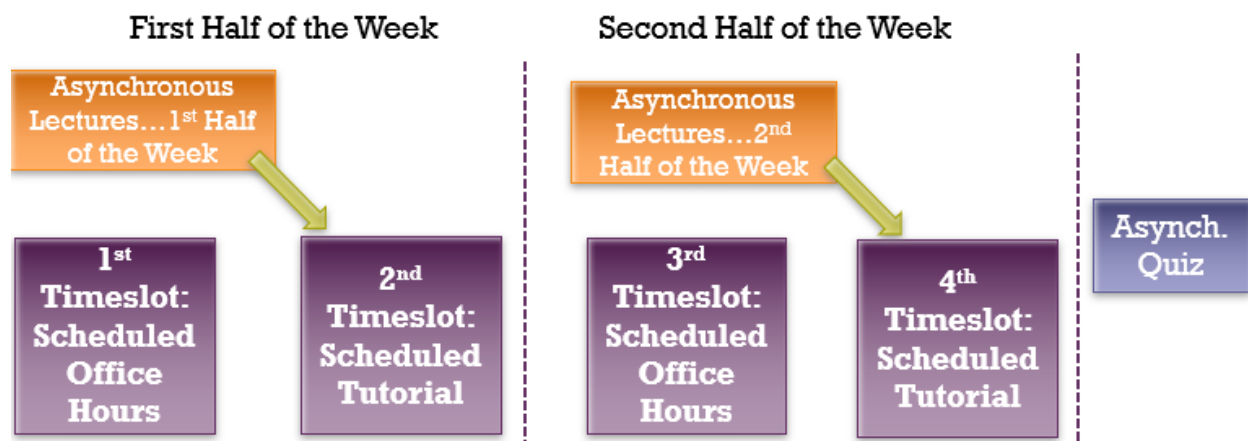 First Half of the Week
Second Half of the Week
Asynchronous
Lectures...1st Half
of the Week
Asynchronous
Lectures...2nd
Half of the Week
1st
Timeslot:
Scheduled
Office
Hours
2nd
Timeslot:
Scheduled
Tutorial
3rd
Timeslot:
Scheduled
Office
Hours
4th
Timeslot:
Scheduled
Tutorial
Asynch.
Quiz